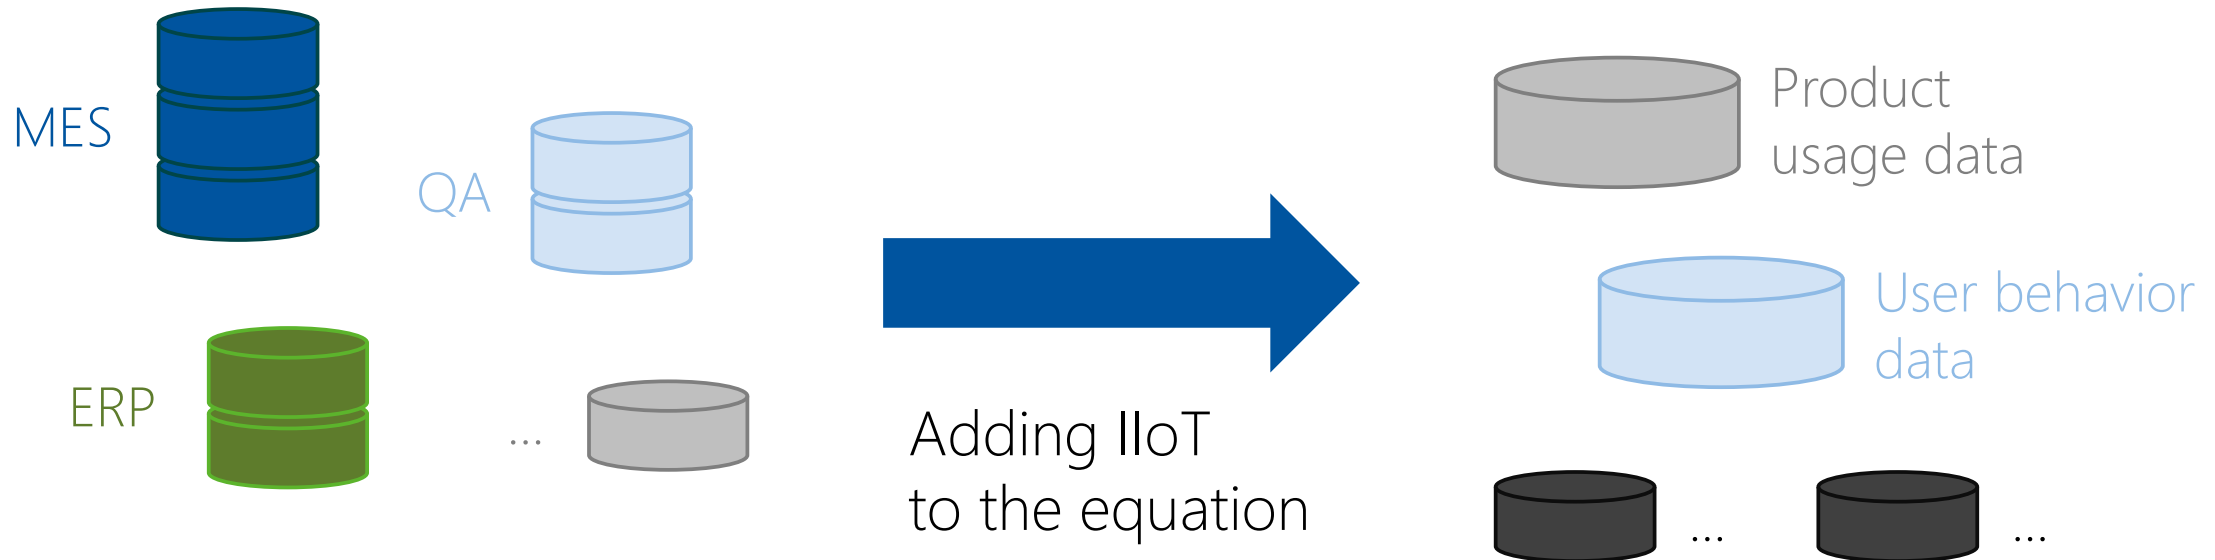 MES
QA
ERP
...
Adding IIoT
to the equation
Product
usage data
User behavior
data
...
...